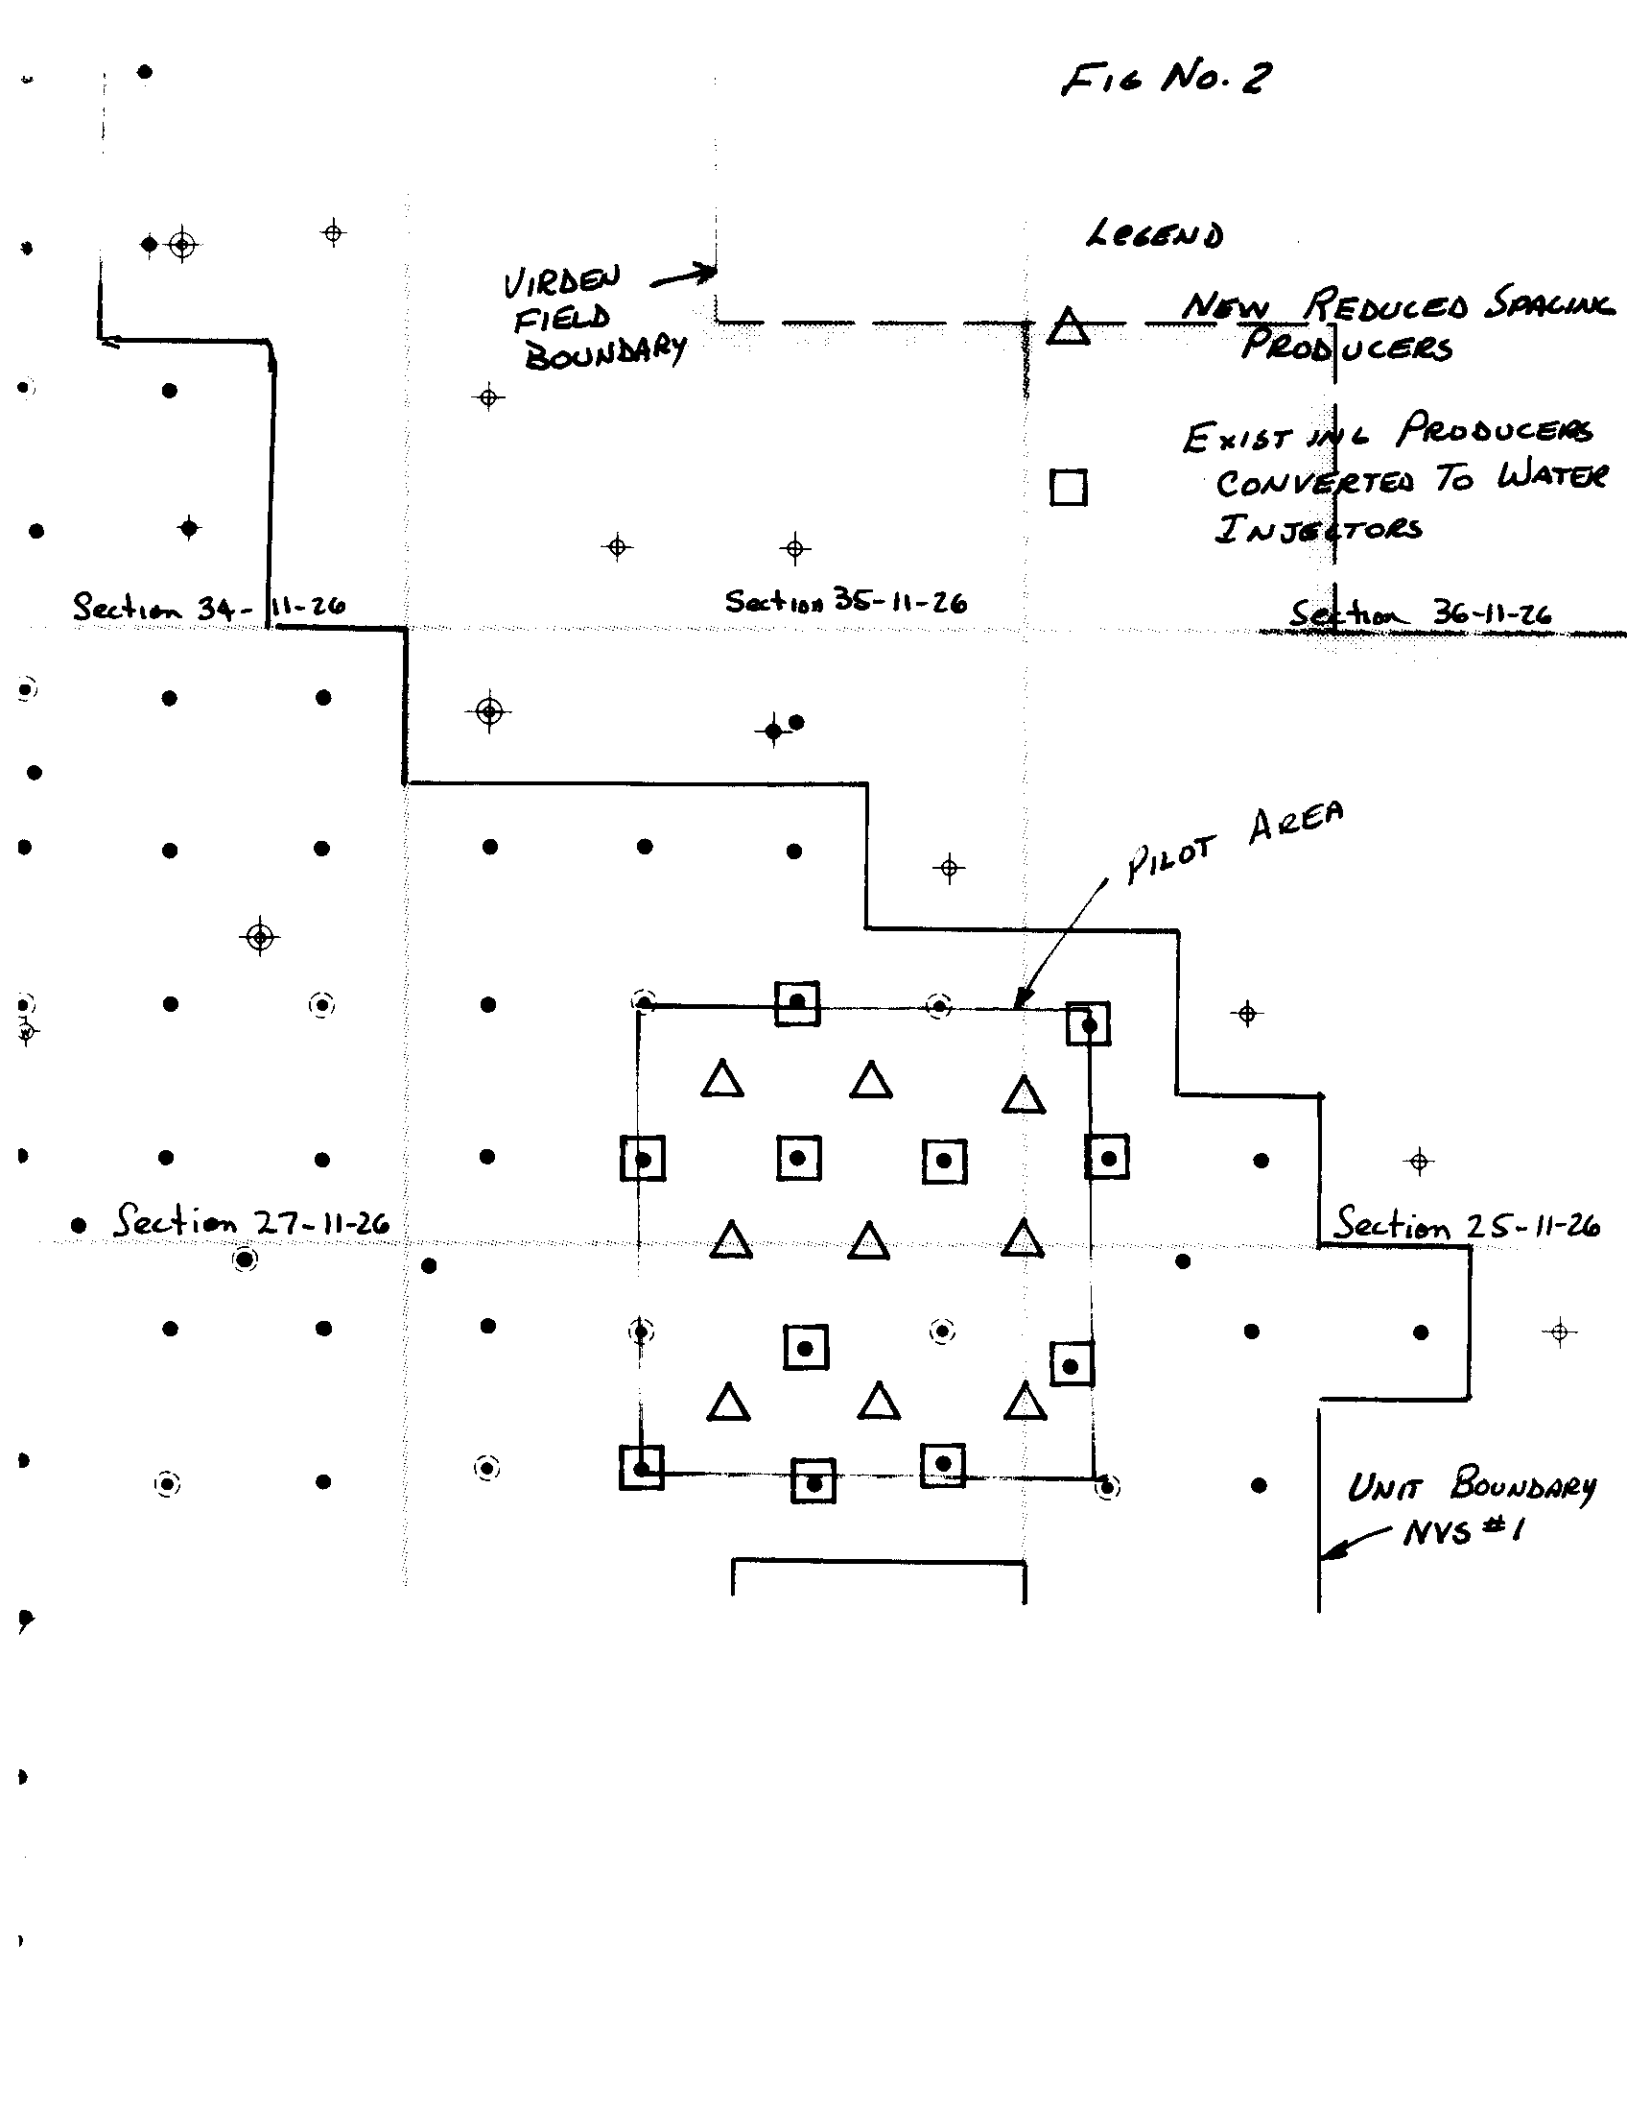 FIG No. 2
LEGEND
VIRDEN
FIELD
BOUNDARY
NEW REDUCED SPACING
PRODUCERS
EXISTING PRODUCERS
CONVERTED TO WATER
INJECTORS
Section 34-11-26
Section 35-11-26
Section 36-11-26
PILOT AREA
W
Section 27-11-26
Section 25-11-26
UNIT BOUNDARY
NVS #1